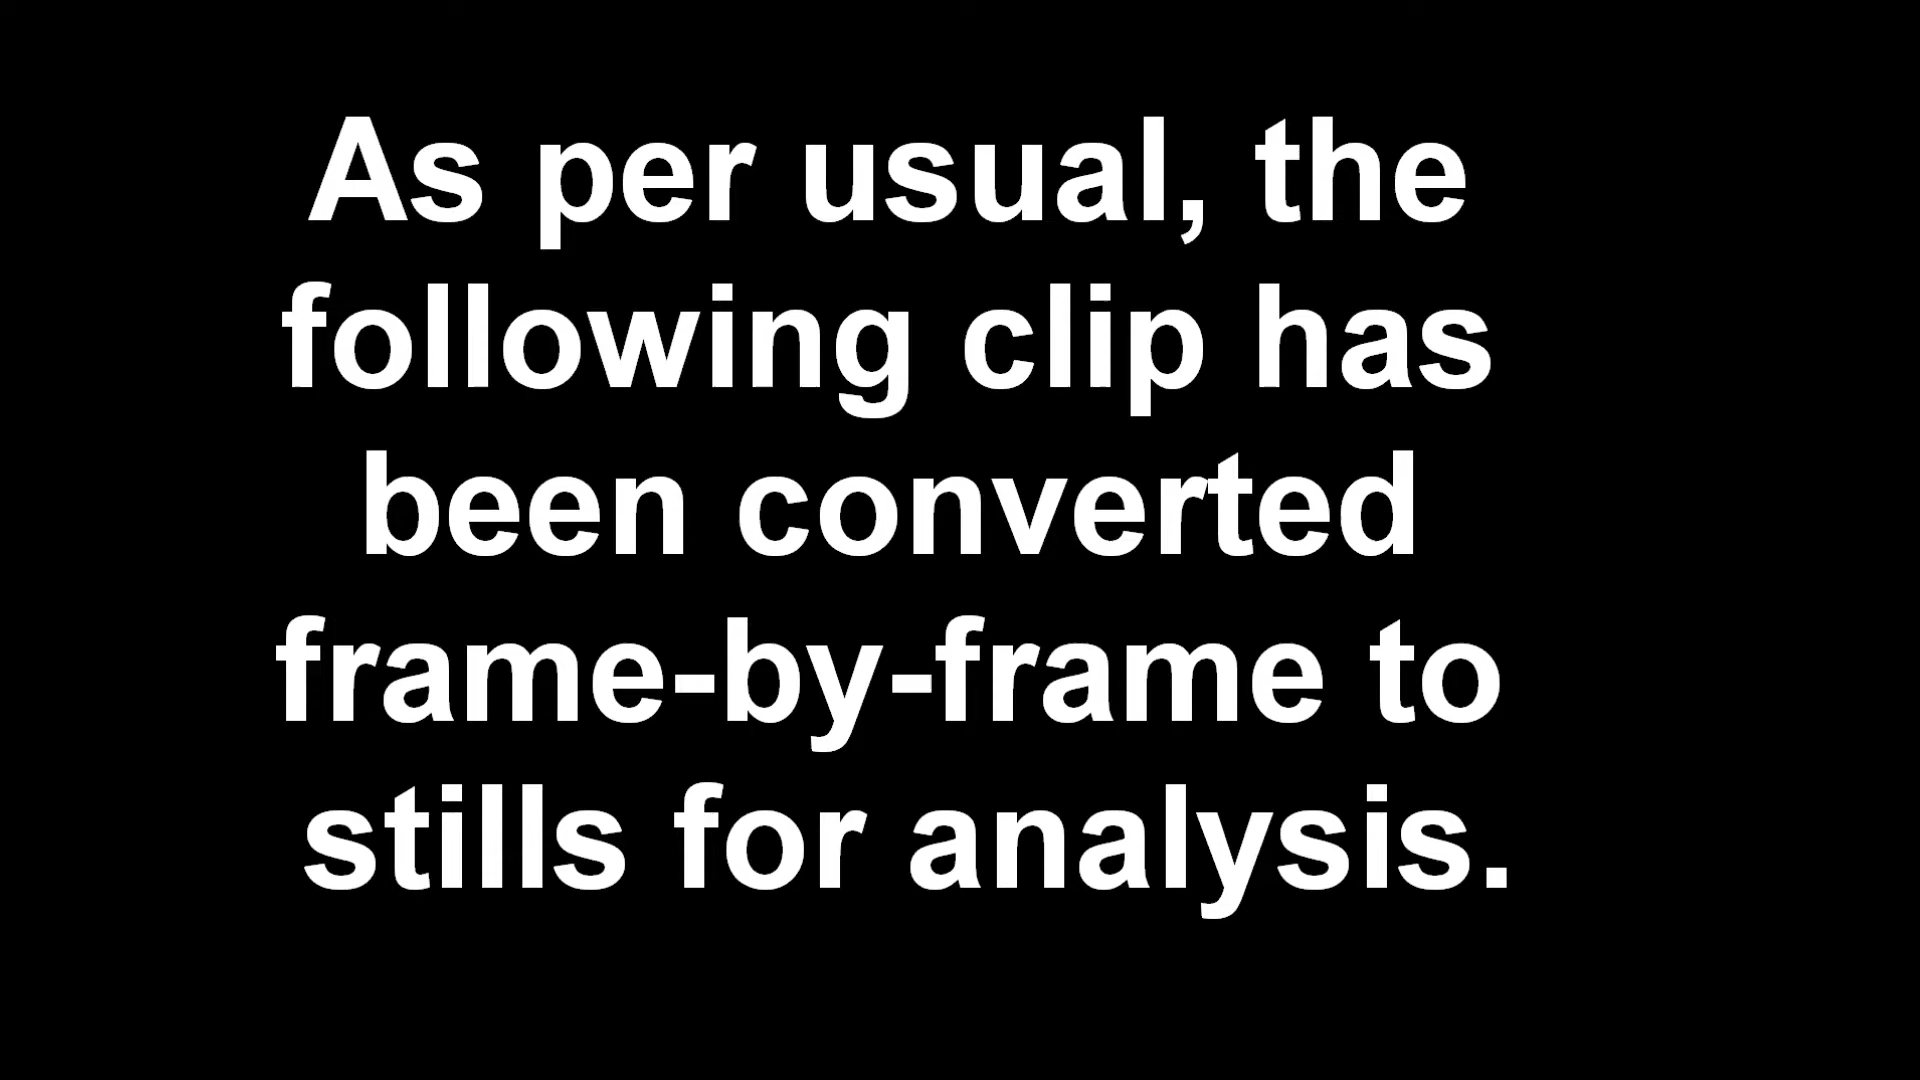 As per usual, the
following clip has
been converted
frame-by-frame to
stills for analysis.